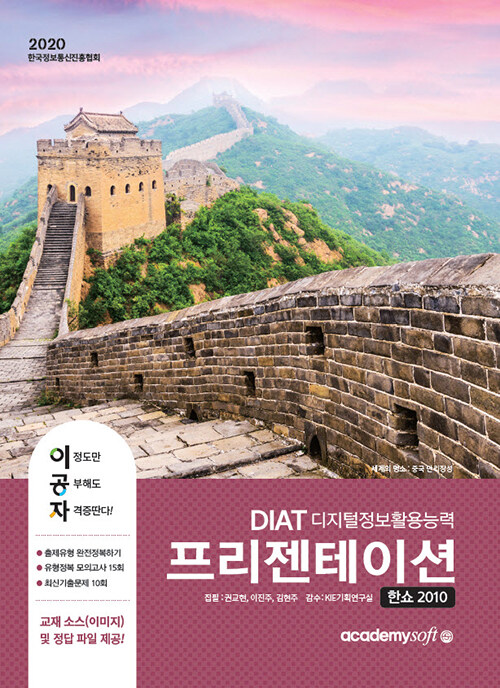 2020
한국정보통신진흥협회
세계의 명소 : 중국 만리장성
이 정도만
공 부해도
자 격증딴다!
● 출제유형 완전정복하기
● 유형정복 모의고사 15회
● 최신기출문제 10회
교재 소스(이미지)
및 정답 파일 제공!
DIAT 디지털정보활용능력
프리젠테이션
집필 : 권교현, 이진주, 김현주 감수 : KIE기획연구실 한쇼 2010
academysoft